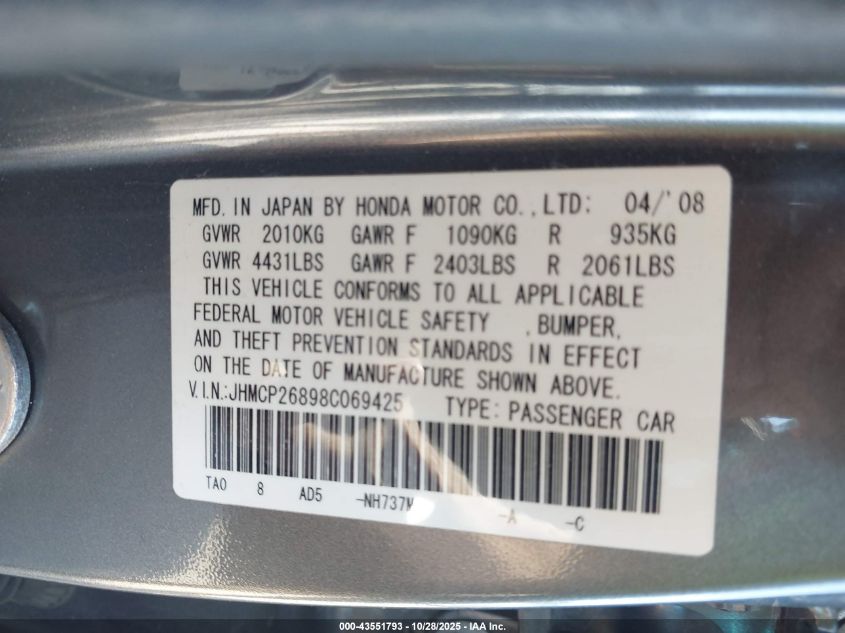 MFD. IN JAPAN BY HONDA MOTOR CO., LTD: 04/'08
GVWR 2010KG GAWR F 1090KG R 935KG
GVWR 4431LBS GAWR F 2403LBS R 2061LBS
THIS VEHICLE CONFORMS TO ALL APPLICABLE
FEDERAL MOTOR VEHICLE SAFETY , BUMPER,
AND THEFT PREVENTION STANDARDS IN EFFECT
ON THE DATE OF MANUFACTURE SHOWN ABOVE.
V.I.N.:JHMCP26898C069425 TYPE: PASSENGER CAR
TA0 8 AD5 -NH737M -A -C
000-43551793 - 10/28/2025 - IAA Inc.